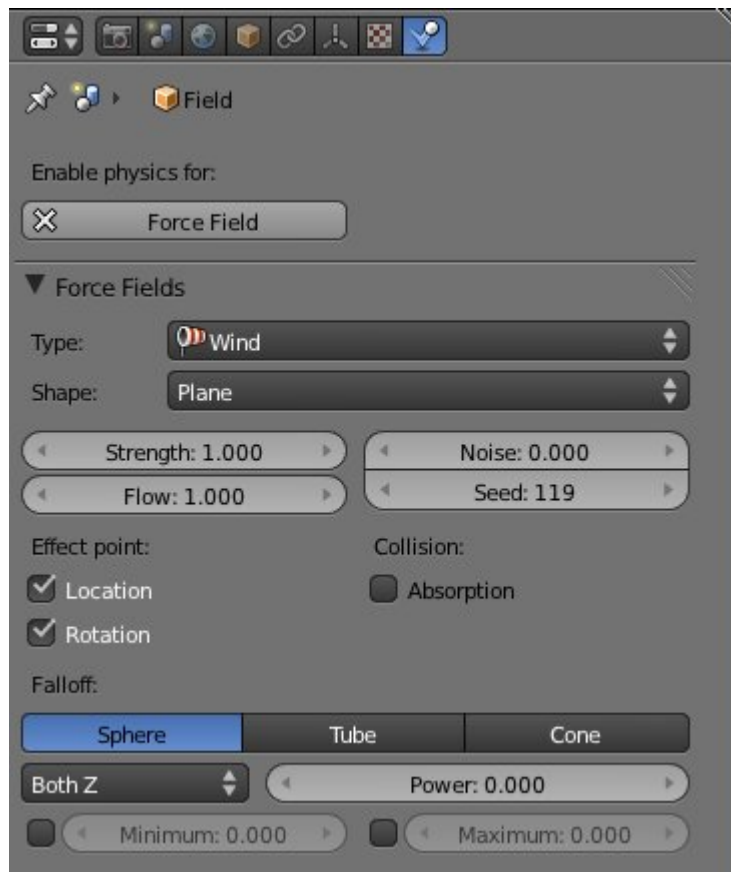 Field
Enable physics for:
Force Field
Force Fields
Type: Wind
Shape: Plane
Strength: 1.000 Noise: 0.000
Flow: 1.000 Seed: 119
Effect point: Collision:
Location Absorption
Rotation
Falloff:
Sphere Tube Cone
Both Z Power: 0.000
Minimum: 0.000 Maximum: 0.000